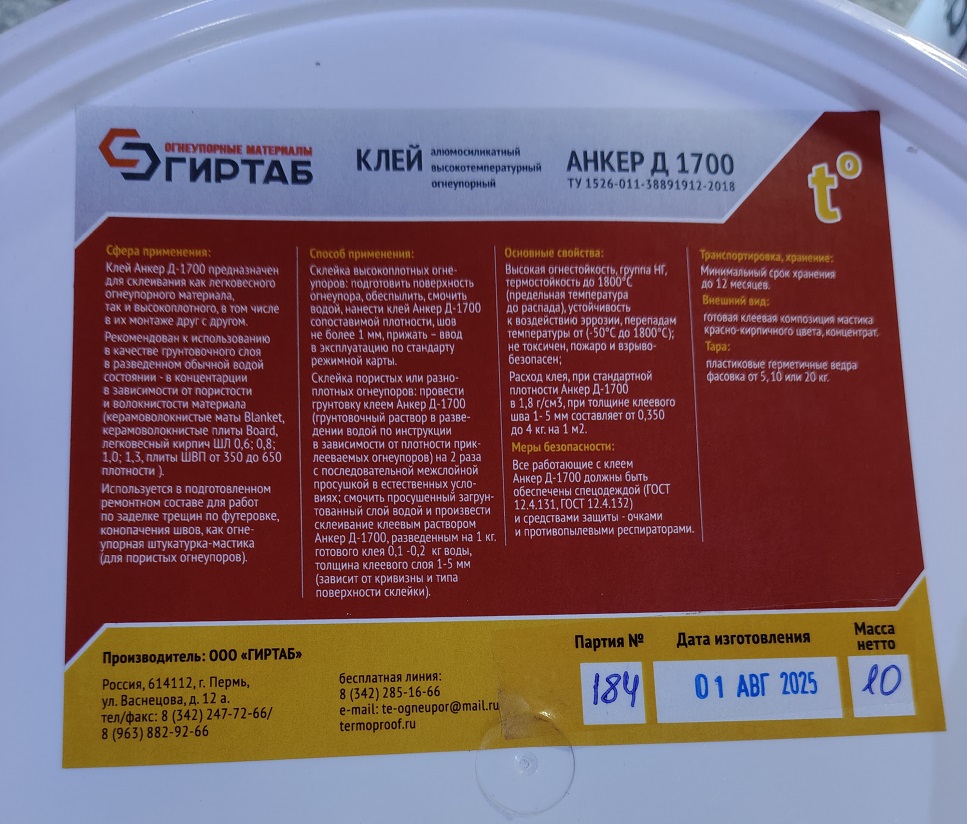 ОГНЕУПОРНЫЕ МАТЕРИАЛЫ
ГИРТАБ
КЛЕЙ
алюмосиликатный
высокотемпературный
огнеупорный
АНКЕР Д 1700
ТУ 1526-011-38891912-2018
t°
Сфера применения:
Клей Анкер Д-1700 предназначен
для склеивания как легковесного
огнеупорного материала,
так и высокоплотного, в том числе
в их монтаже друг с другом.
Рекомендован к использованию
в качестве грунтовочного слоя
в разведенном обычной водой
состоянии - в концентарции
в зависимости от пористости
и волокнистости материала
(керамоволокнистые маты Blanket,
керамоволокнистые плиты Board,
легковесный кирпич ШЛ 0,6; 0,8;
1,0; 1,3, плиты ШВП от 350 до 650
плотности ).
Используется в подготовленном
ремонтном составе для работ
по заделке трещин по футеровке,
конопачения швов, как огне-
упорная штукатурка-мастика
(для пористых огнеупоров).
Способ применения:
Склейка высокоплотных огне-
упоров: подготовить поверхность
огнеупора, обеспылить, смочить
водой, нанести клей Анкер Д-1700
сопоставимой плотности, шов
не более 1 мм, прижать – ввод
в эксплуатацию по стандарту
режимной карты.
Склейка пористых или разно-
плотных огнеупоров: провести
грунтовку клеем Анкер Д-1700
(грунтовочный раствор в разве-
дении водой по инструкции
в зависимости от плотности прик-
леиваемых огнеупоров) на 2 раза
с последовательной межслойной
просушкой в естественных усло-
виях; смочить просушенный загрун-
тованный слой водой и произвести
склеивание клеевым раствором
Анкер Д-1700, разведенным на 1 кг.
готового клея 0,1 -0,2 кг воды,
толщина клеевого слоя 1-5 мм
(зависит от кривизны и типа
поверхности склейки).
Основные свойства:
Высокая огнестойкость, группа НГ,
термостойкость до 1800°С
(предельная температура
до распада), устойчивость
к воздействию эррозии, перепадам
температуры от (-50°С до 1800°С);
не токсичен, пожаро и взрыво-
безопасен;
Расход клея, при стандартной
плотности Анкер Д-1700
в 1,8 г/см3, при толщине клеевого
шва 1- 5 мм составляет от 0,350
до 4 кг. на 1 м2.
Меры безопасности:
Все работающие с клеем
Анкер Д-1700 должны быть
обеспечены спецодеждой (ГОСТ
12.4.131, ГОСТ 12.4.132)
и средствами защиты - очками
и противопылевыми респираторами.
Транспортировка, хранение:
Минимальный срок хранения
до 12 месяцев.
Внешний вид:
готовая клеевая композиция мастика
красно-кирпичного цвета, концентрат.
Тара:
пластиковые герметичные ведра
фасовка от 5, 10 или 20 кг.
Производитель: ООО «ГИРТАБ»
Россия, 614112, г. Пермь,
ул. Васнецова, д. 12 а.
тел/факс: 8 (342) 247-72-66/
8 (963) 882-92-66
бесплатная линия:
8 (342) 285-16-66
e-mail: te-ogneupor@mail.ru
termoproof.ru
Партия №
184
Дата изготовления
01 АВГ 2025
Масса
нетто
10